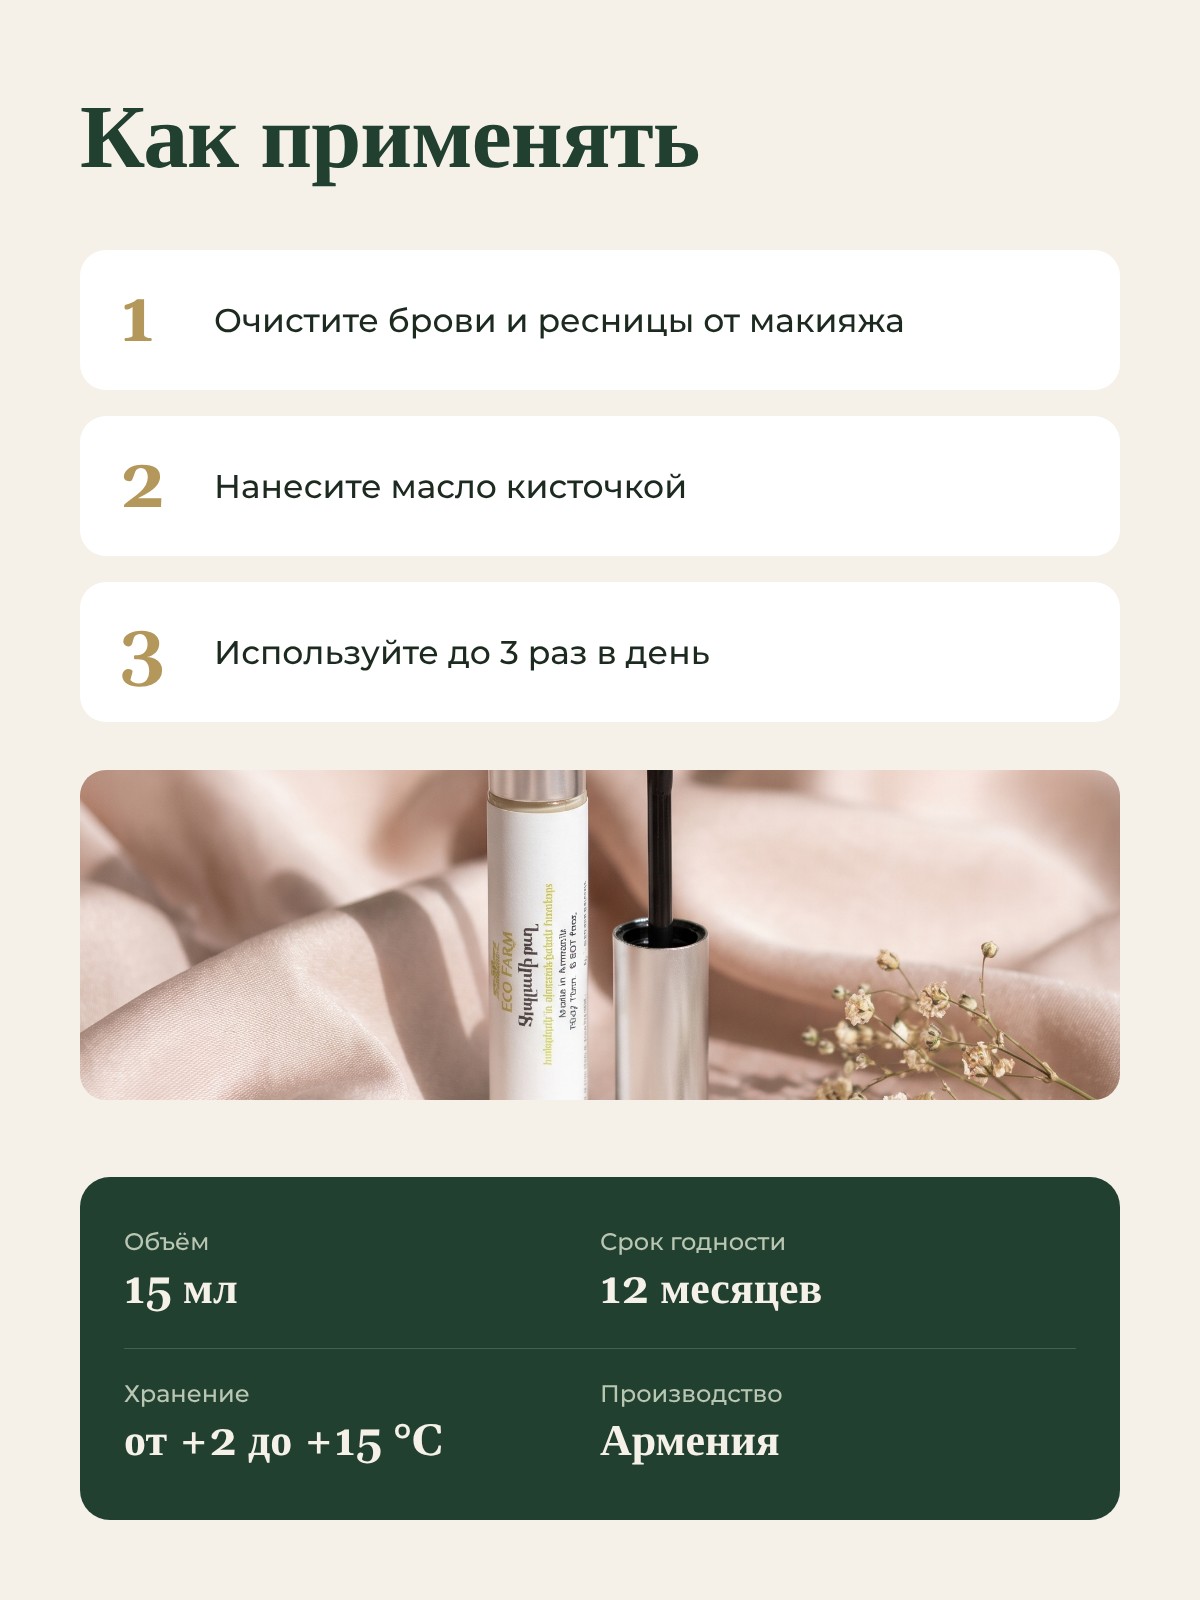 Как применять
1 Очистите брови и ресницы от макияжа
2 Нанесите масло кисточкой
3 Используйте до 3 раз в день
ECO FARM
Made in Armenia
Объём
15 мл
Срок годности
12 месяцев
Хранение
от +2 до +15 °C
Производство
Армения